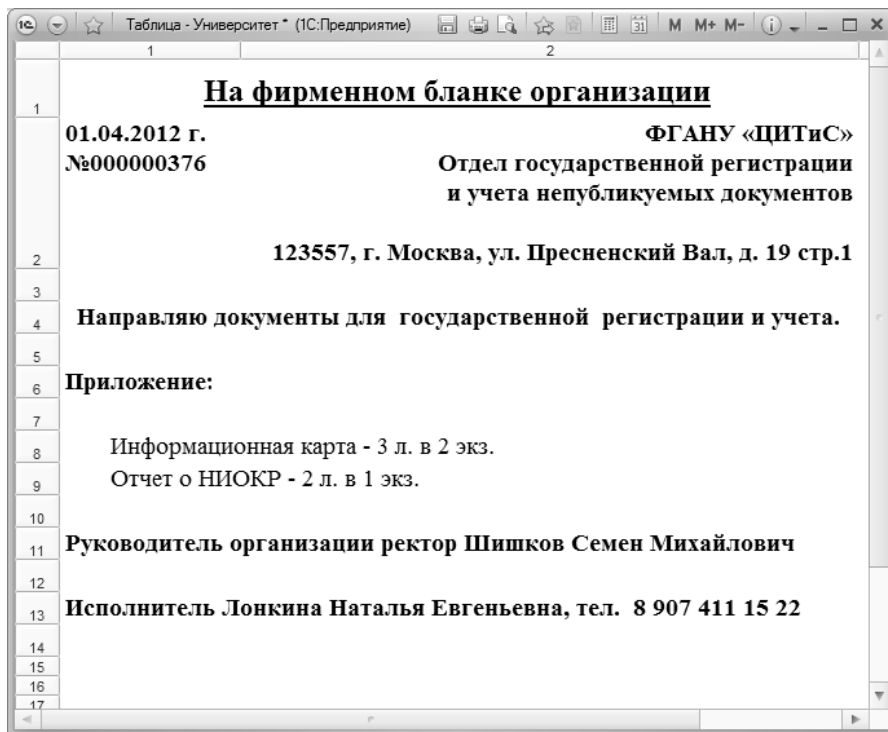 Таблица - Университет * (1С:Предприятие) 31 M M+ M-
1 2
1 На фирменном бланке организации
01.04.2012 г. ФГАНУ «ЦИТиС»
№000000376 Отдел государственной регистрации
и учета непубликуемых документов
2 123557, г. Москва, ул. Пресненский Вал, д. 19 стр.1
3
4 Направляю документы для государственной регистрации и учета.
5
6 Приложение:
7
8 Информационная карта - 3 л. в 2 экз.
9 Отчет о НИОКР - 2 л. в 1 экз.
10
11 Руководитель организации ректор Шишков Семен Михайлович
12
13 Исполнитель Лонкина Наталья Евгеньевна, тел. 8 907 411 15 22
14
15
16
17